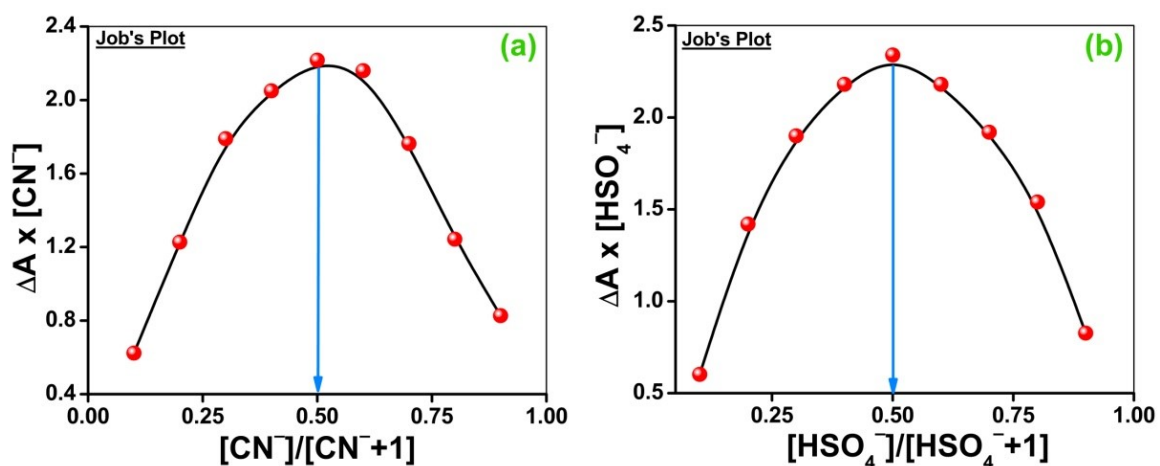 Job's Plot
(a)
2.4
2.0
1.6
1.2
0.8
0.4
ΔA x [CN⁻]
0.00 0.25 0.50 0.75 1.00
[CN⁻]/[CN⁻+1]
Job's Plot
(b)
2.5
2.0
1.5
1.0
0.5
ΔA x [HSO₄⁻]
0.25 0.50 0.75 1.00
[HSO₄⁻]/[HSO₄⁻+1]